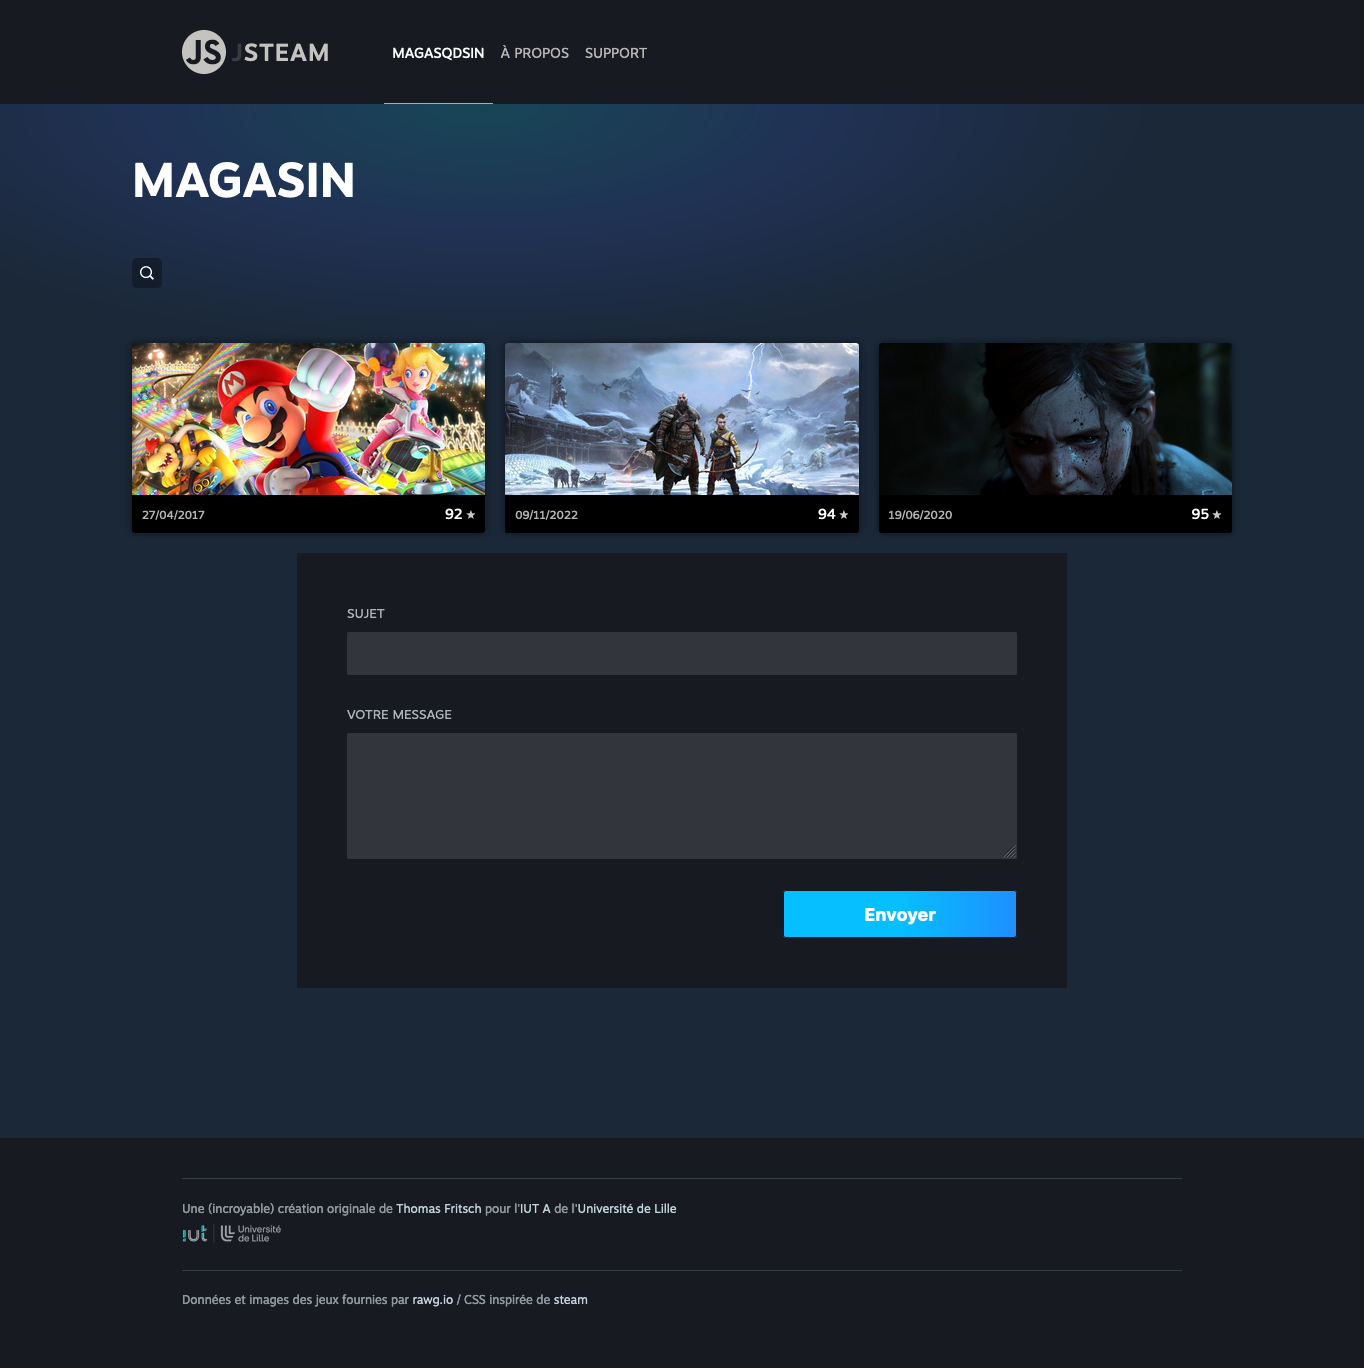 JS JSTEAM
MAGASQDSIN À PROPOS SUPPORT
MAGASIN
27/04/2017 92 ★
09/11/2022 94 ★
19/06/2020 95 ★
SUJET
VOTRE MESSAGE
Envoyer
Une (incroyable) création originale de Thomas Fritsch pour l'IUT A de l'Université de Lille
iut Université
de Lille
Données et images des jeux fournies par rawg.io / CSS inspirée de steam